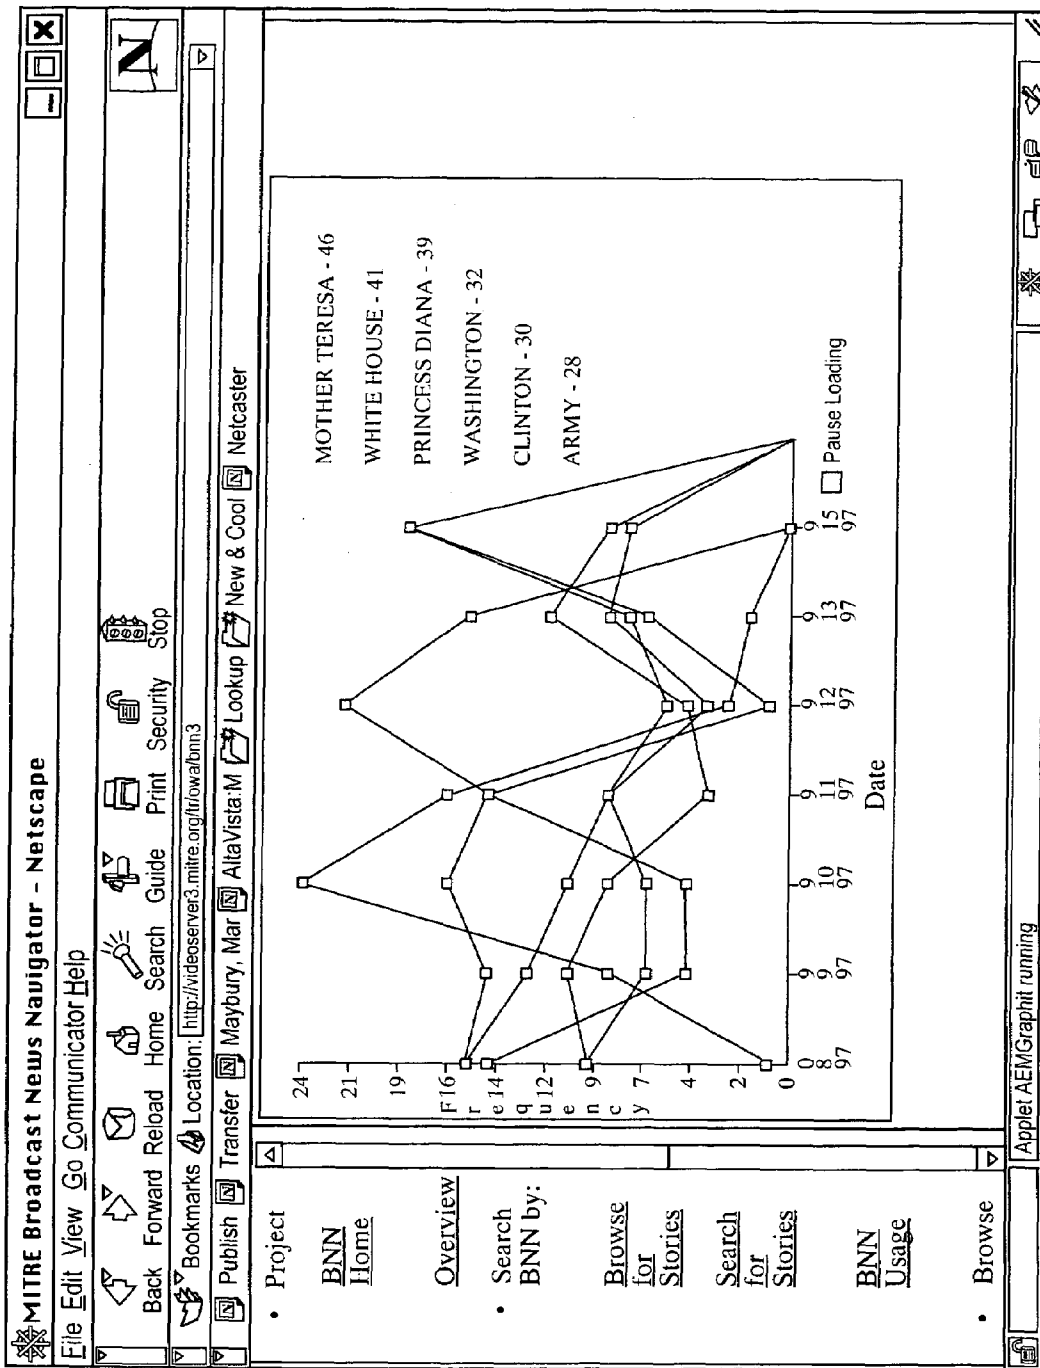 MITRE Broadcast News Navigator - Netscape
File Edit View Go Communicator Help
Back Forward Reload Home Search Guide Print Security Stop
N
Bookmarks Location: http://videoserver3.mitre.org/tr/owa/bnn3
Publish Transfer Maybury, Mar AltaVista:M Lookup New & Cool Netcaster
• Project
BNN
Home
Overview
• Search
BNN by:
Browse
for
Stories
Search
for
Stories
BNN
Usage
• Browse
24
21
19
16
14
12
9
7
4
2
0
Frequency
0 8 97
9 9 97
9 10 97
9 11 97
9 12 97
9 13 97
9 15 97
Date
MOTHER TERESA - 46
WHITE HOUSE - 41
PRINCESS DIANA - 39
WASHINGTON - 32
CLINTON - 30
ARMY - 28
Pause Loading
Applet AEMGraphit running